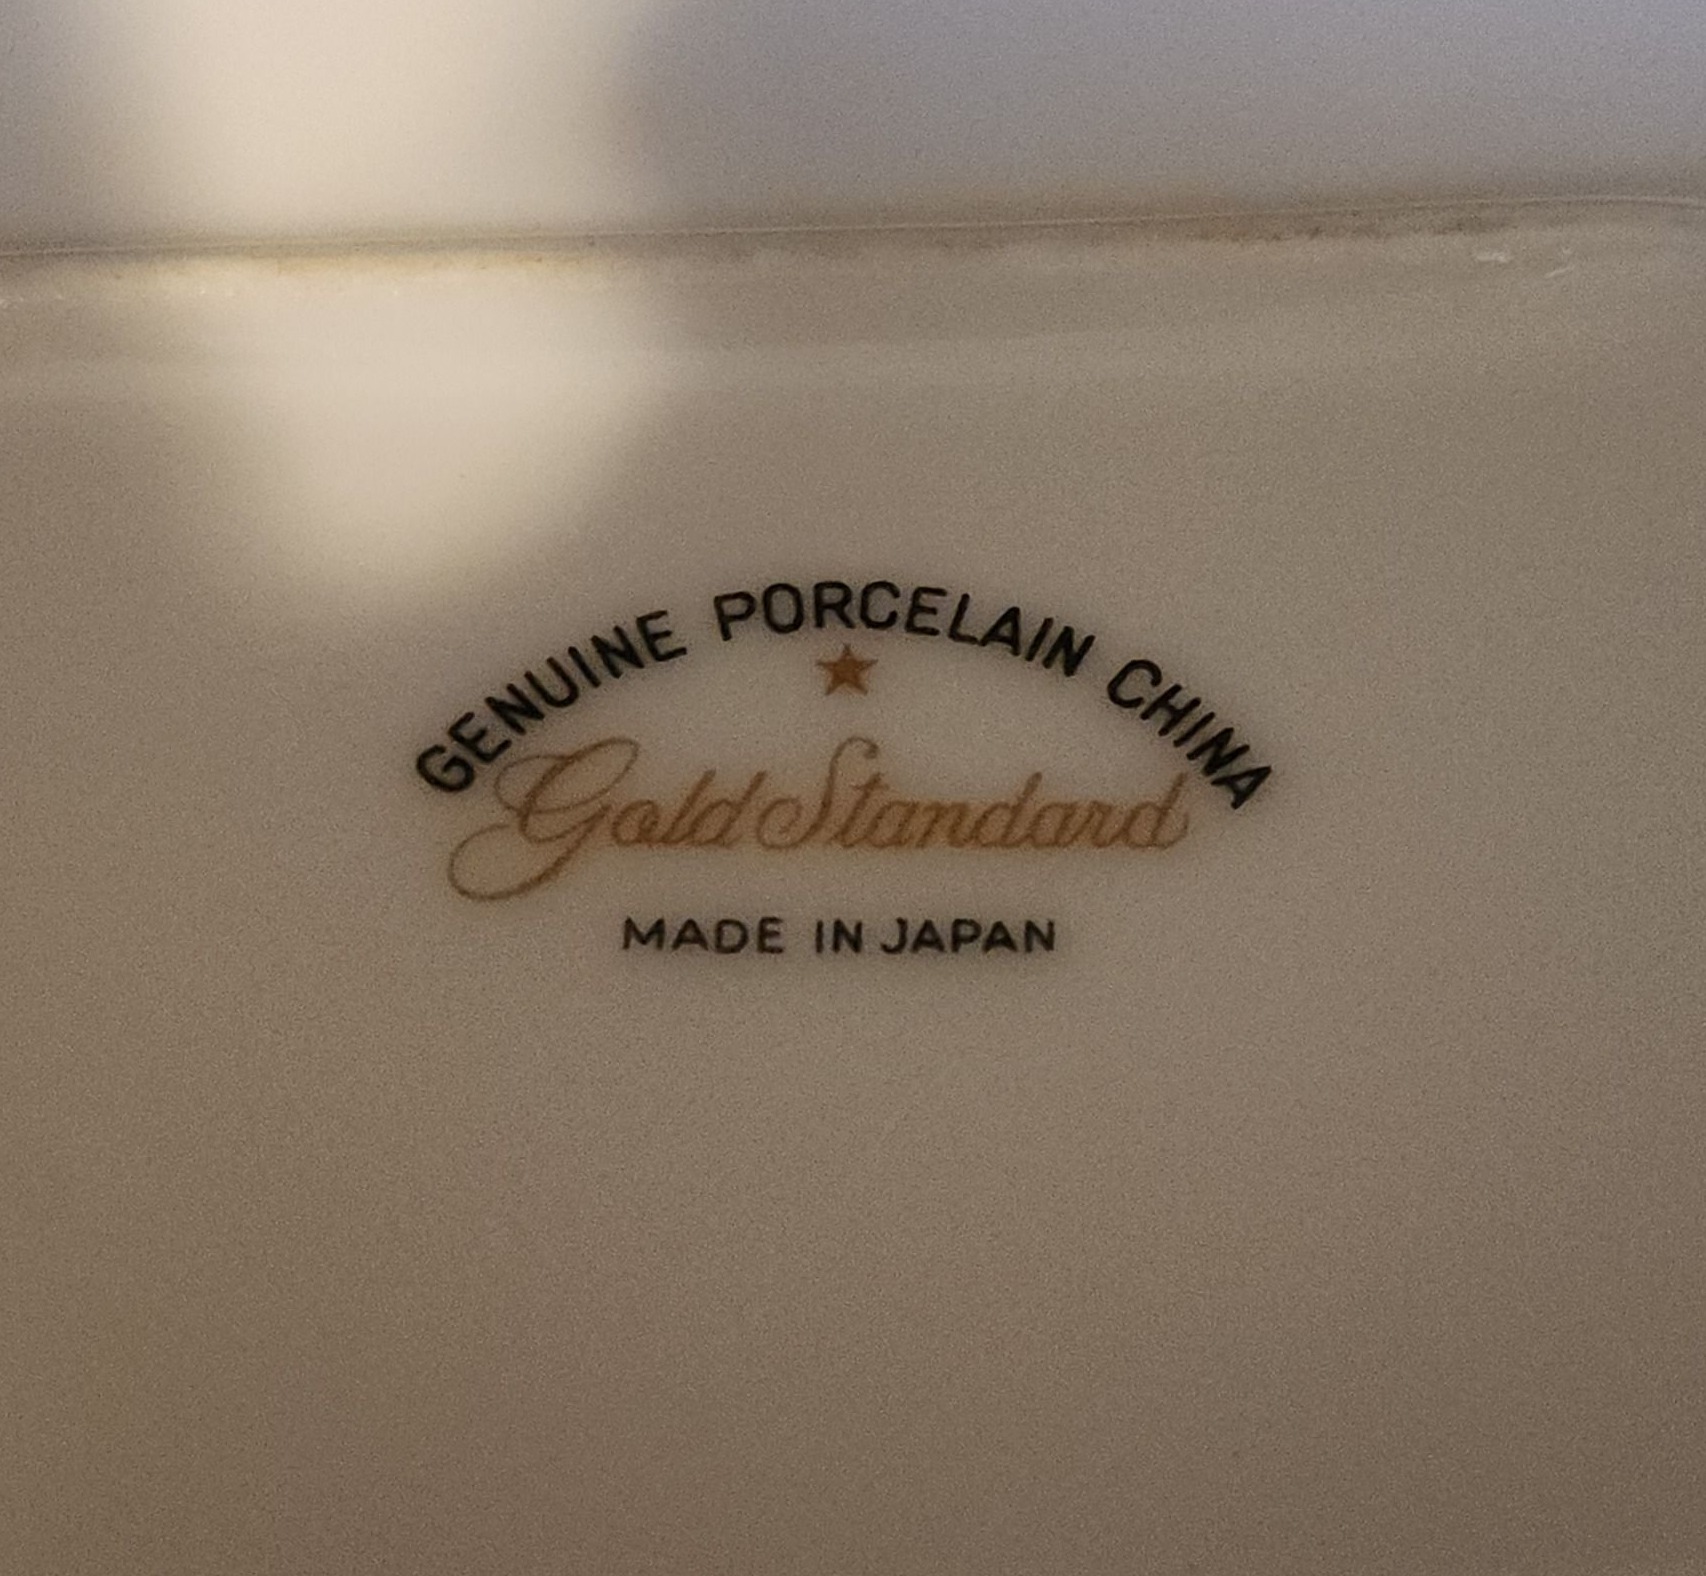 GENUINE PORCELAIN CHINA
Gold Standard
MADE IN JAPAN